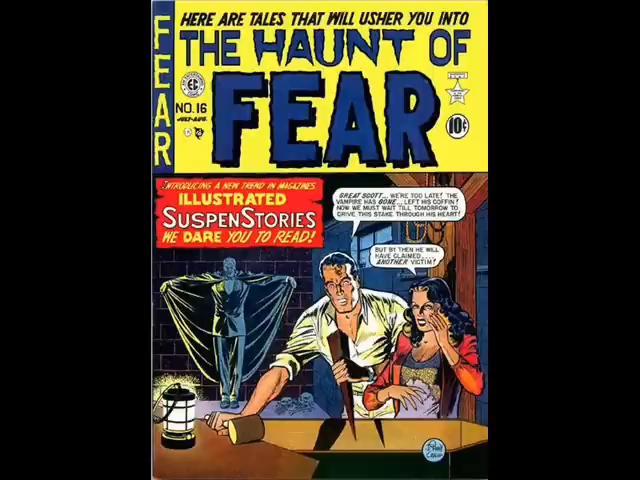 FEAR
HERE ARE TALES THAT WILL USHER YOU INTO
THE HAUNT OF
FEAR
EC
NO. 16
JULY-AUG.
10¢
INTRODUCING A NEW TREND IN MAGAZINES
ILLUSTRATED
SUSPENSTORIES
WE DARE YOU TO READ!
GREAT SCOTT... WE'RE TOO LATE! THE
VAMPIRE HAS GONE... LEFT HIS COFFIN!
NOW WE MUST WAIT TILL TOMORROW TO
DRIVE THIS STAKE THROUGH HIS HEART!
BUT BY THEN HE WILL
HAVE CLAIMED....
ANOTHER VICTIM!